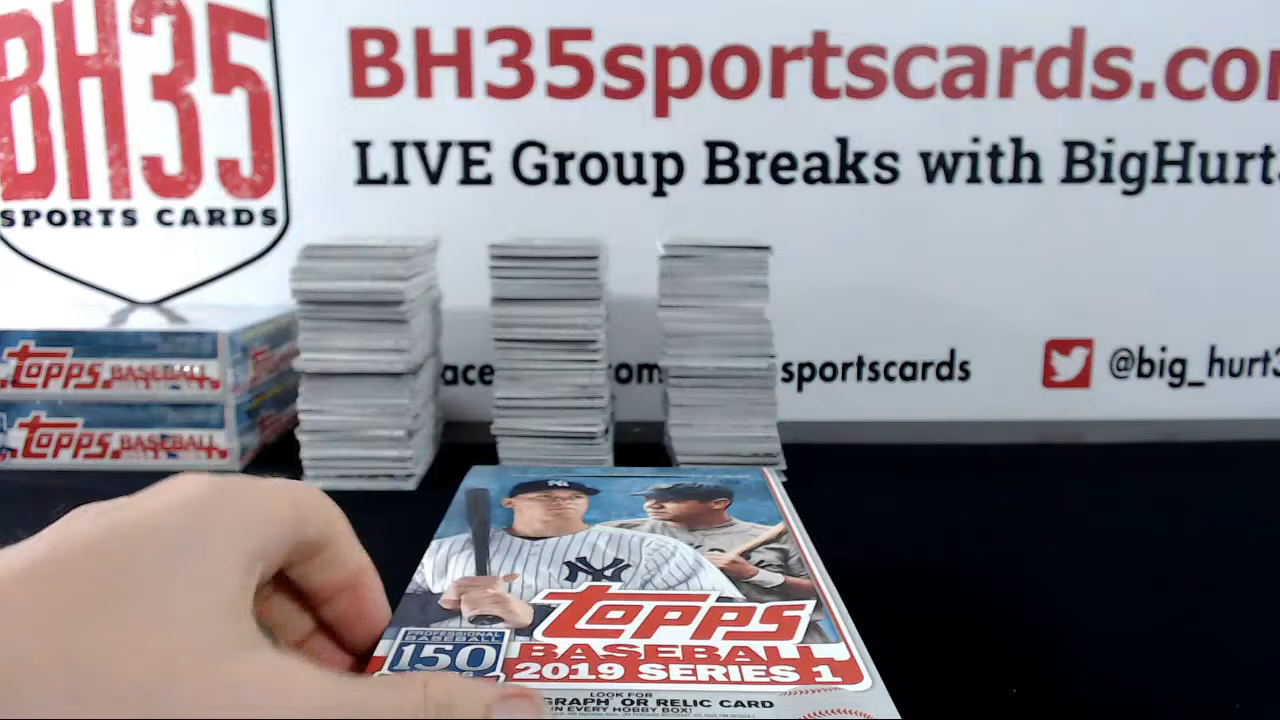 BH35
SPORTS CARDS
BH35sportscards.co
LIVE Group Breaks with BigHurt
sportscards
@big_hurt3
TOPPS BASEBALL
TOPPS BASEBALL
NY
PROFESSIONAL
BASEBALL
150
TOPPS
BASEBALL
2019 SERIES 1
LOOK FOR
GRAPH OR RELIC CARD
IN EVERY HOBBY BOX!